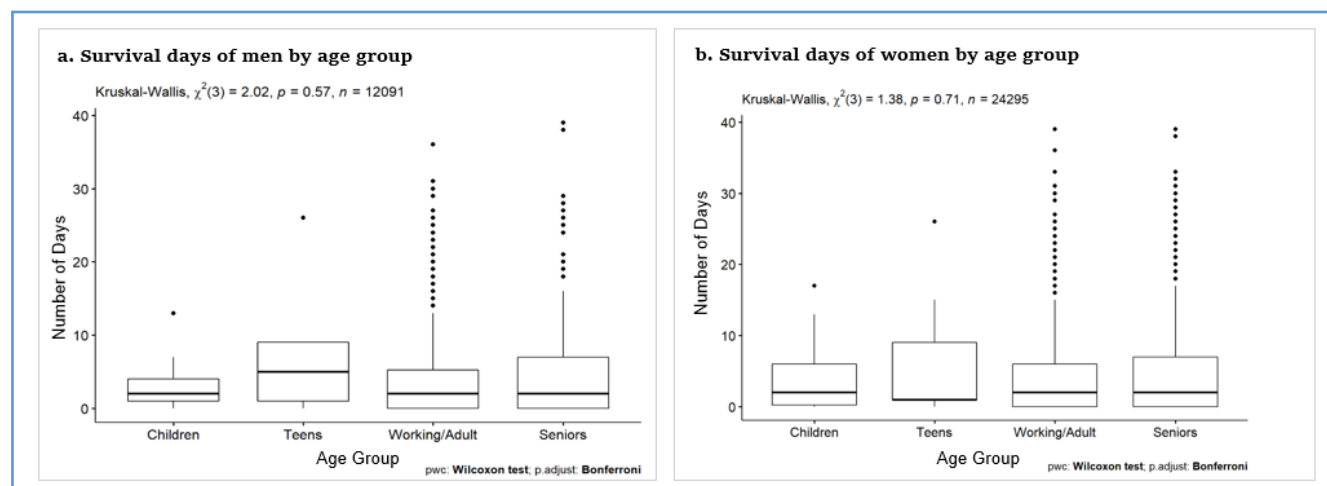 a. Survival days of men by age group
Kruskal-Wallis, χ²(3) = 2.02, p = 0.57, n = 12091
40
30
20
10
0
Number of Days
Children Teens Working/Adult Seniors
Age Group
pwc: Wilcoxon test; p.adjust: Bonferroni
b. Survival days of women by age group
Kruskal-Wallis, χ²(3) = 1.38, p = 0.71, n = 24295
40
30
20
10
0
Number of Days
Children Teens Working/Adult Seniors
Age Group
pwc: Wilcoxon test; p.adjust: Bonferroni